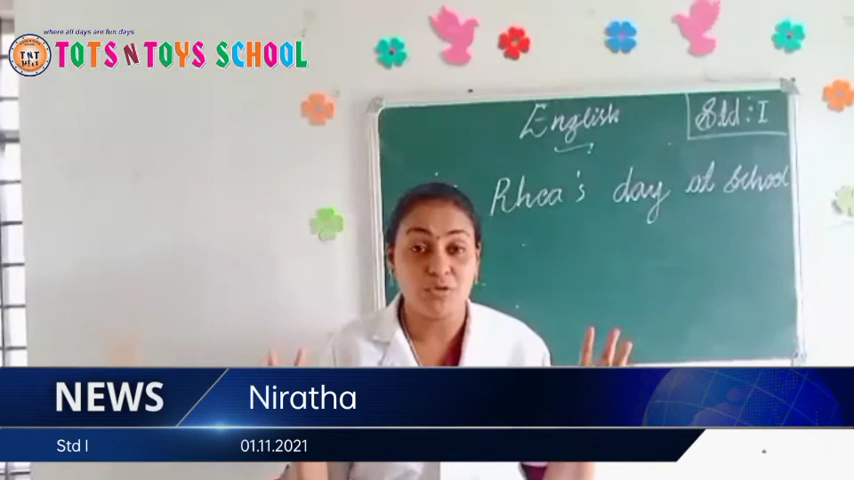 where all days are fun days
TNT
TOTS N TOYS SCHOOL
English
Std : I
Rhea's day at School
NEWS
Niratha
Std I
01.11.2021